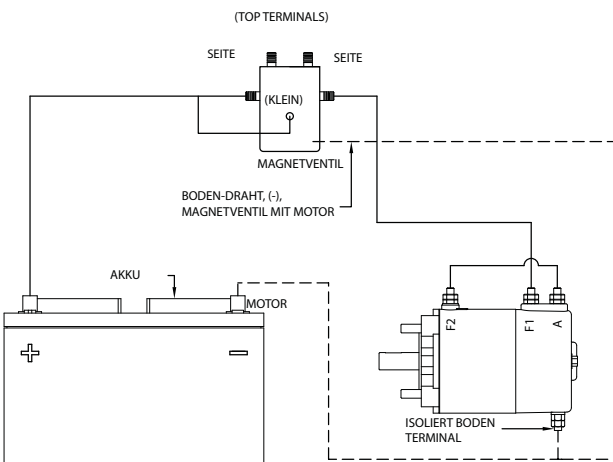 (TOP TERMINALS)
SEITE
SEITE
(KLEIN)
MAGNETVENTIL
BODEN-DRAHT, (-),
MAGNETVENTIL MIT MOTOR
AKKU
MOTOR
F2
F1
A
+
-
ISOLIERT BODEN
TERMINAL